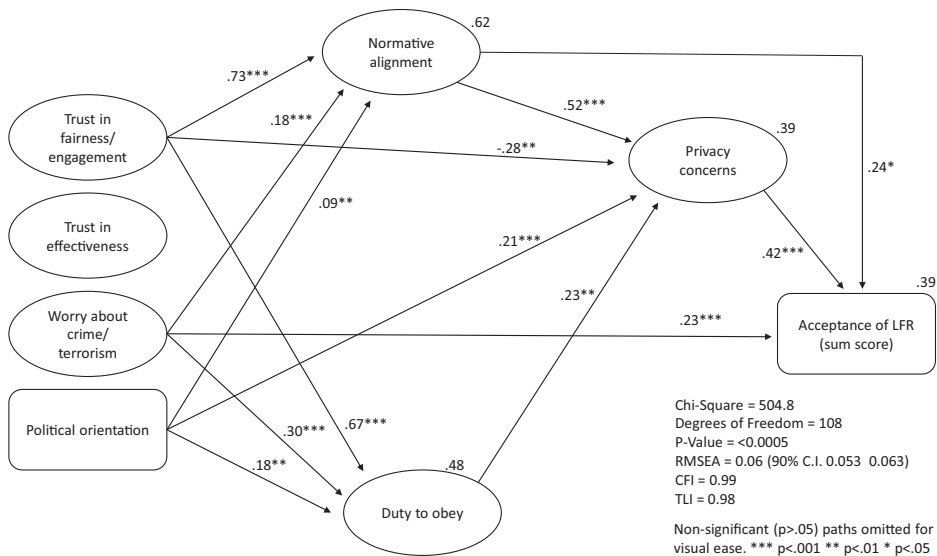 Normative
alignment
.62
.73***
.18***
.52***
Trust in
fairness/
engagement
-.28**
Privacy
concerns
.39
.24*
.09**
Trust in
effectiveness
.21***
.42***
.23**
.39
Worry about
crime/
terrorism
.23***
Acceptance of LFR
(sum score)
Political orientation
.30***
.67***
.18**
.48
Duty to obey
Chi-Square = 504.8
Degrees of Freedom = 108
P-Value = <0.0005
RMSEA = 0.06 (90% C.I. 0.053 0.063)
CFI = 0.99
TLI = 0.98
Non-significant (p>.05) paths omitted for
visual ease. *** p<.001 ** p<.01 * p<.05